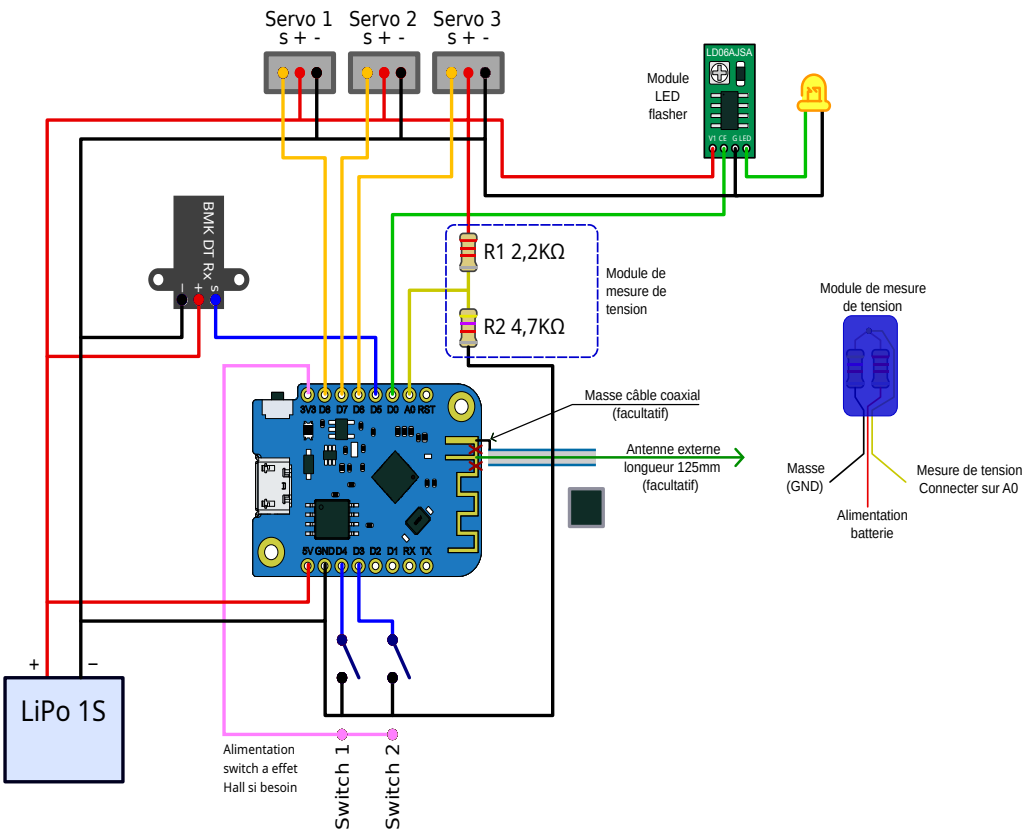 Servo 1 Servo 2 Servo 3
s + - s + - s + -
LD06AJSA
Module
LED
flasher
V1 CE G LED
BMK DT Rx
– + s
R1 2,2KΩ
R2 4,7KΩ
Module de
mesure de
tension
Module de mesure
de tension
3V3 D8 D7 D6 D5 D0 A0 RST
Masse câble coaxial
(facultatif)
Antenne externe
longueur 125mm
(facultatif)
Masse
(GND)
Mesure de tension
Connecter sur A0
Alimentation
batterie
5V GND D4 D3 D2 D1 RX TX
+ –
LiPo 1S
Alimentation
switch a effet
Hall si besoin
Switch 1
Switch 2